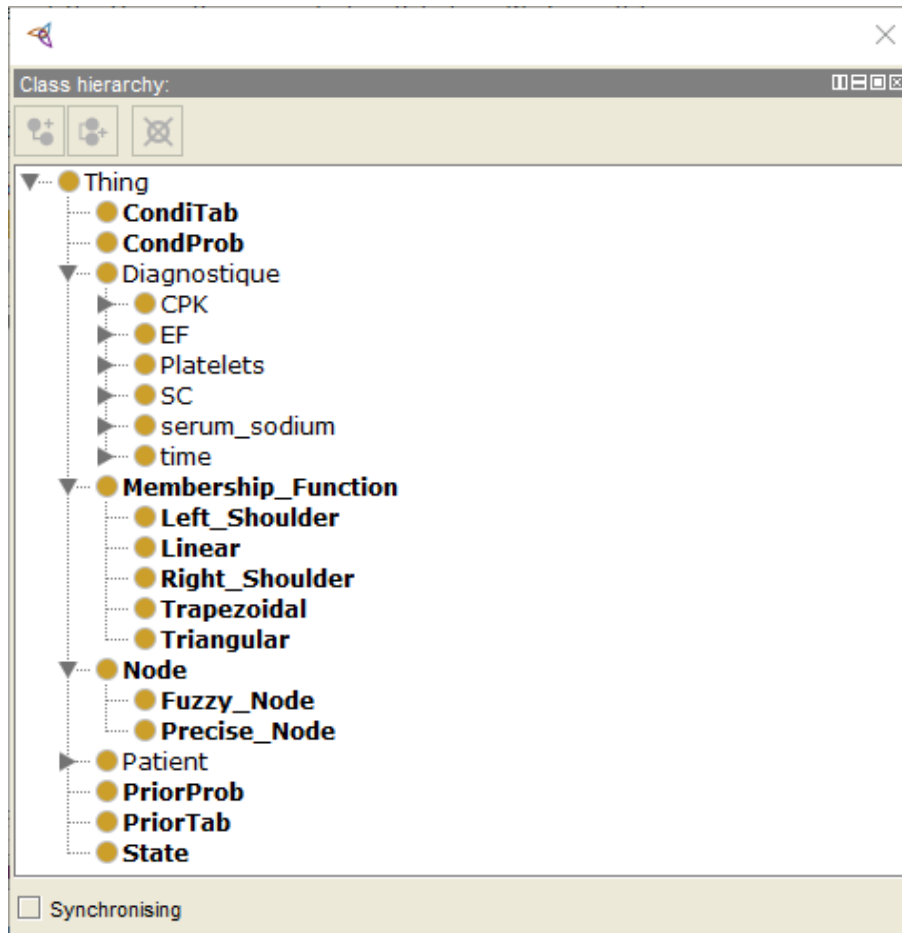 Class hierarchy:
Thing
CondiTab
CondProb
Diagnostique
CPK
EF
Platelets
SC
serum_sodium
time
Membership_Function
Left_Shoulder
Linear
Right_Shoulder
Trapezoidal
Triangular
Node
Fuzzy_Node
Precise_Node
Patient
PriorProb
PriorTab
State
Synchronising